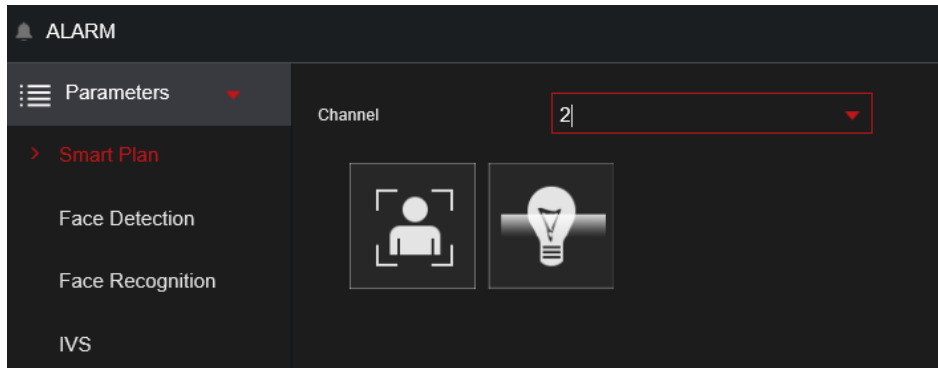 ALARM
Parameters
Channel
2
Smart Plan
Face Detection
Face Recognition
IVS